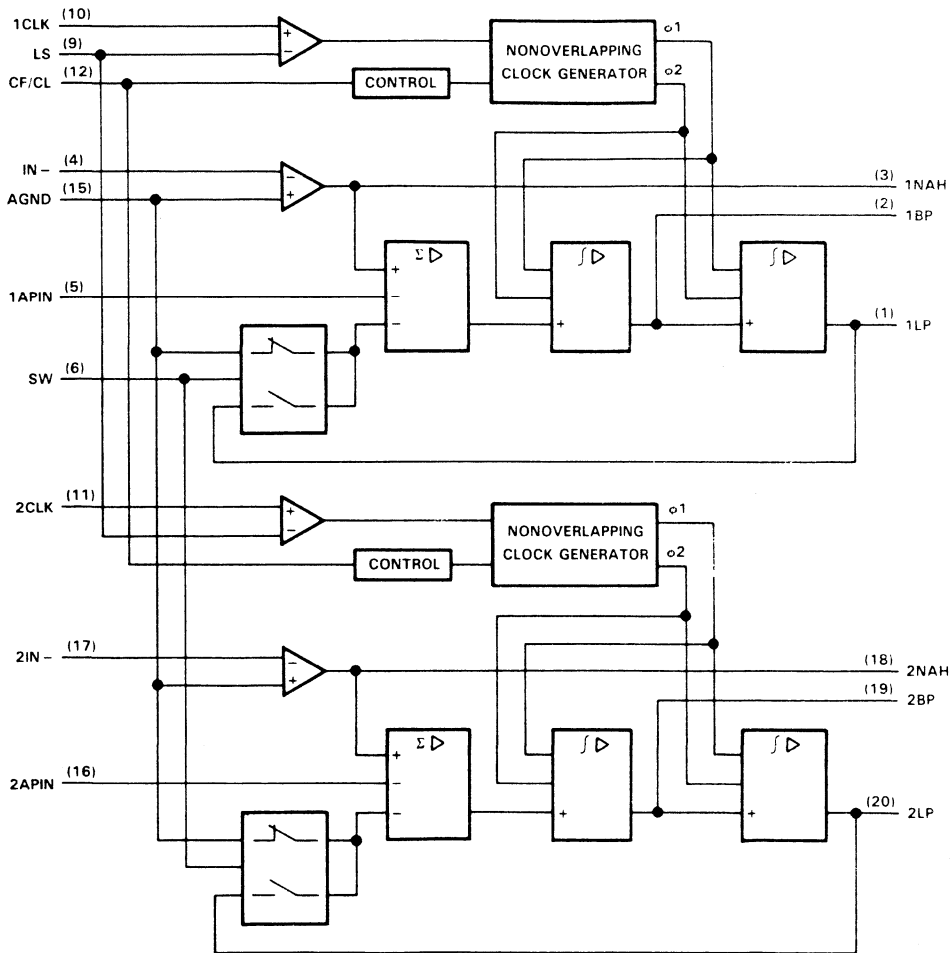 1CLK (10)
LS (9)
CF/CL (12)
+
−
CONTROL
NONOVERLAPPING
CLOCK GENERATOR
o1
o2
IN− (4)
AGND (15)
−
+
(3) 1NAH
(2) 1BP
Σ ▷
∫ ▷
∫ ▷
+
1APIN (5)
−
−
+
+
(1) 1LP
SW (6)
2CLK (11)
+
−
CONTROL
NONOVERLAPPING
CLOCK GENERATOR
o1
o2
2IN− (17)
−
+
(18) 2NAH
(19) 2BP
Σ ▷
∫ ▷
∫ ▷
+
2APIN (16)
−
−
+
+
(20) 2LP